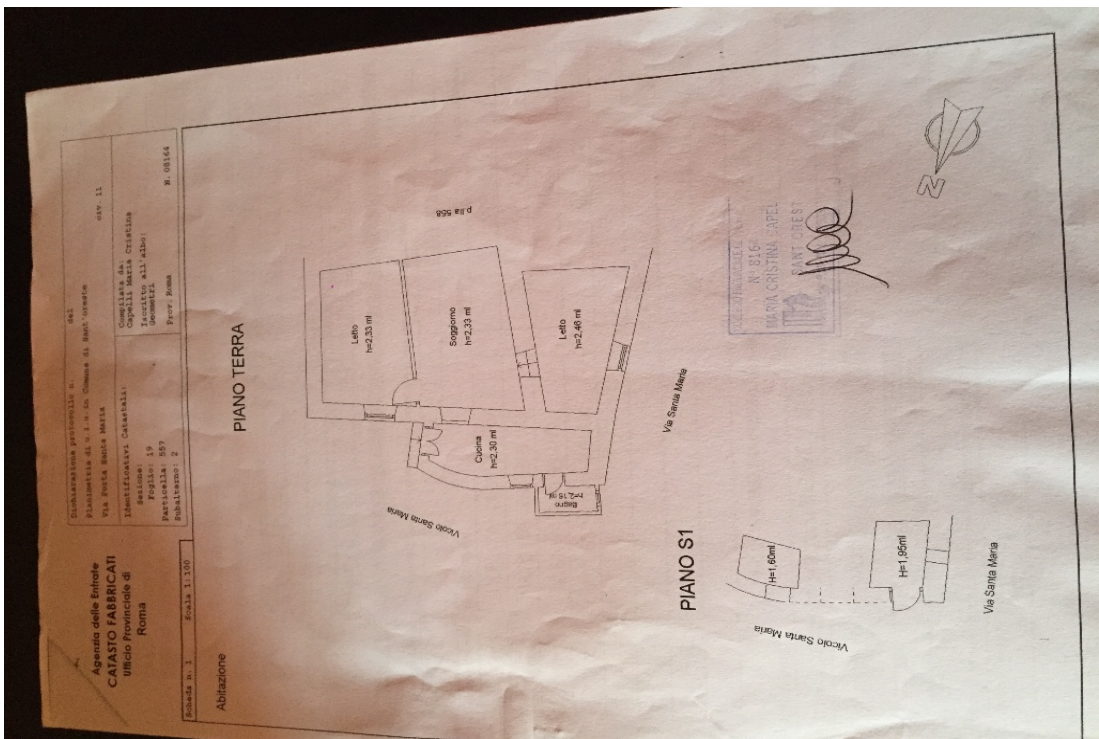 Agenzia delle Entrate
CATASTO FABBRICATI
Ufficio Provinciale di
Roma
Dichiarazione protocollo n. del
Planimetria di u.i.u. in Comune di Sant'oreste
Via Porta Santa Maria civ. 11
Identificativi Catastali:
Sezione:
Foglio: 19
Particella: 557
Subalterno: 2
Compilata da:
Capelli Maria Cristina
Iscritto all'albo:
Geometri
Prov. Roma N. 08164
Scheda n. 1 Scala 1:100
Abitazione
PIANO TERRA
p.lla 558
Letto
h=2,33 ml
Soggiorno
h=2,33 ml
Letto
h=2,46 ml
Cucina
h=2,30 ml
Bagno
h=2,15 ml
Vicolo Santa Maria
Via Santa Maria
PIANO S1
H=1,60ml
H=1,95ml
Vicolo Santa Maria
Via Santa Maria
MARIA CRISTINA CAPEL
SANT'OREST
N